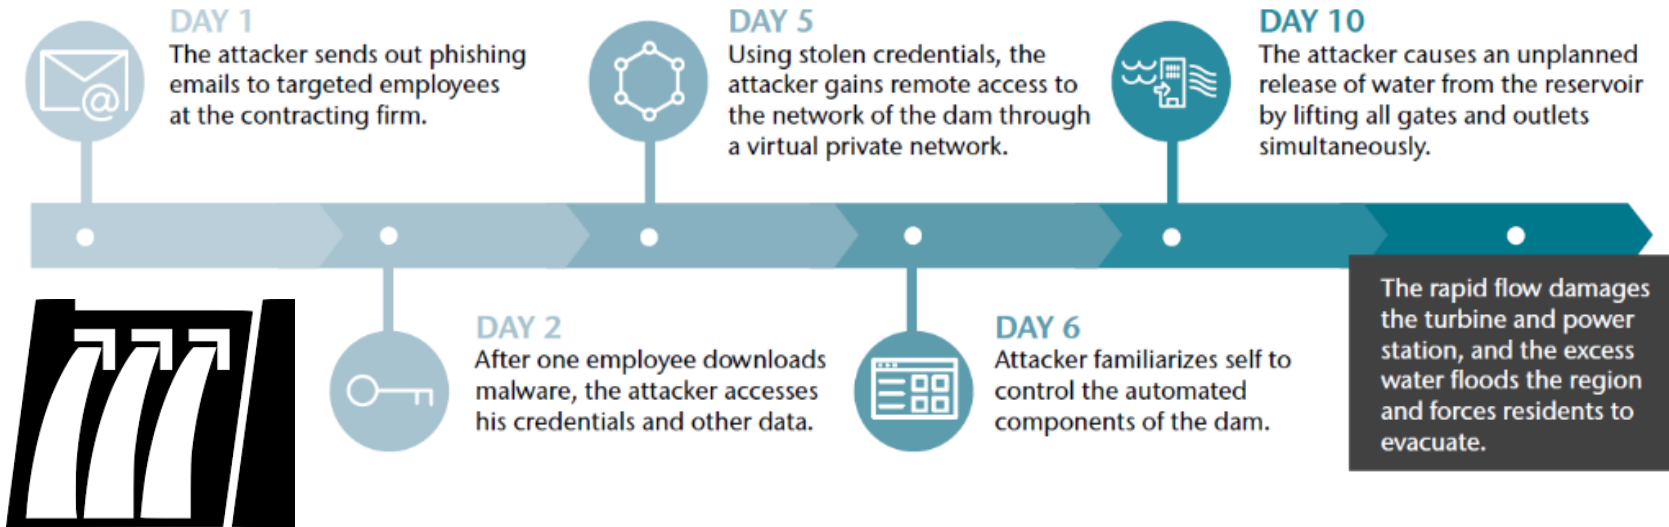 DAY 1
The attacker sends out phishing
emails to targeted employees
at the contracting firm.
DAY 5
Using stolen credentials, the
attacker gains remote access to
the network of the dam through
a virtual private network.
DAY 10
The attacker causes an unplanned
release of water from the reservoir
by lifting all gates and outlets
simultaneously.
DAY 2
After one employee downloads
malware, the attacker accesses
his credentials and other data.
DAY 6
Attacker familiarizes self to
control the automated
components of the dam.
The rapid flow damages
the turbine and power
station, and the excess
water floods the region
and forces residents to
evacuate.